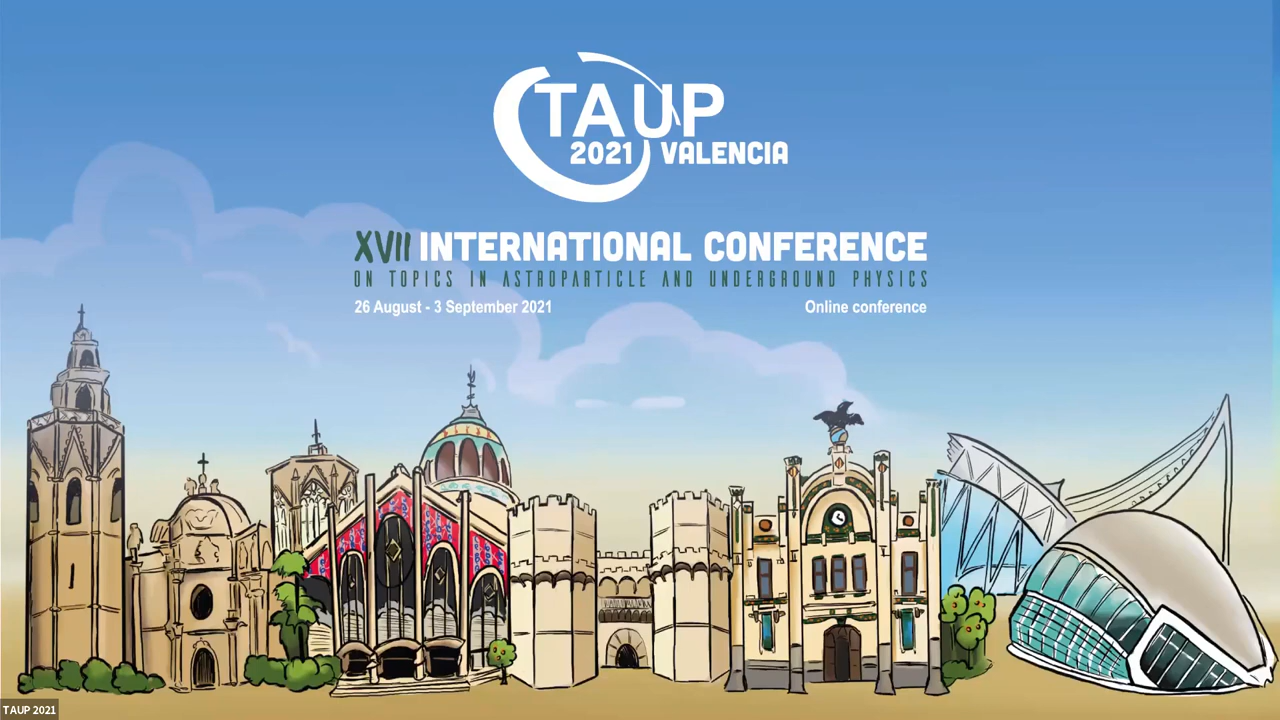 TAUP
2021 VALENCIA
XVII INTERNATIONAL CONFERENCE
ON TOPICS IN ASTROPARTICLE AND UNDERGROUND PHYSICS
26 August - 3 September 2021 Online conference
TAUP 2021